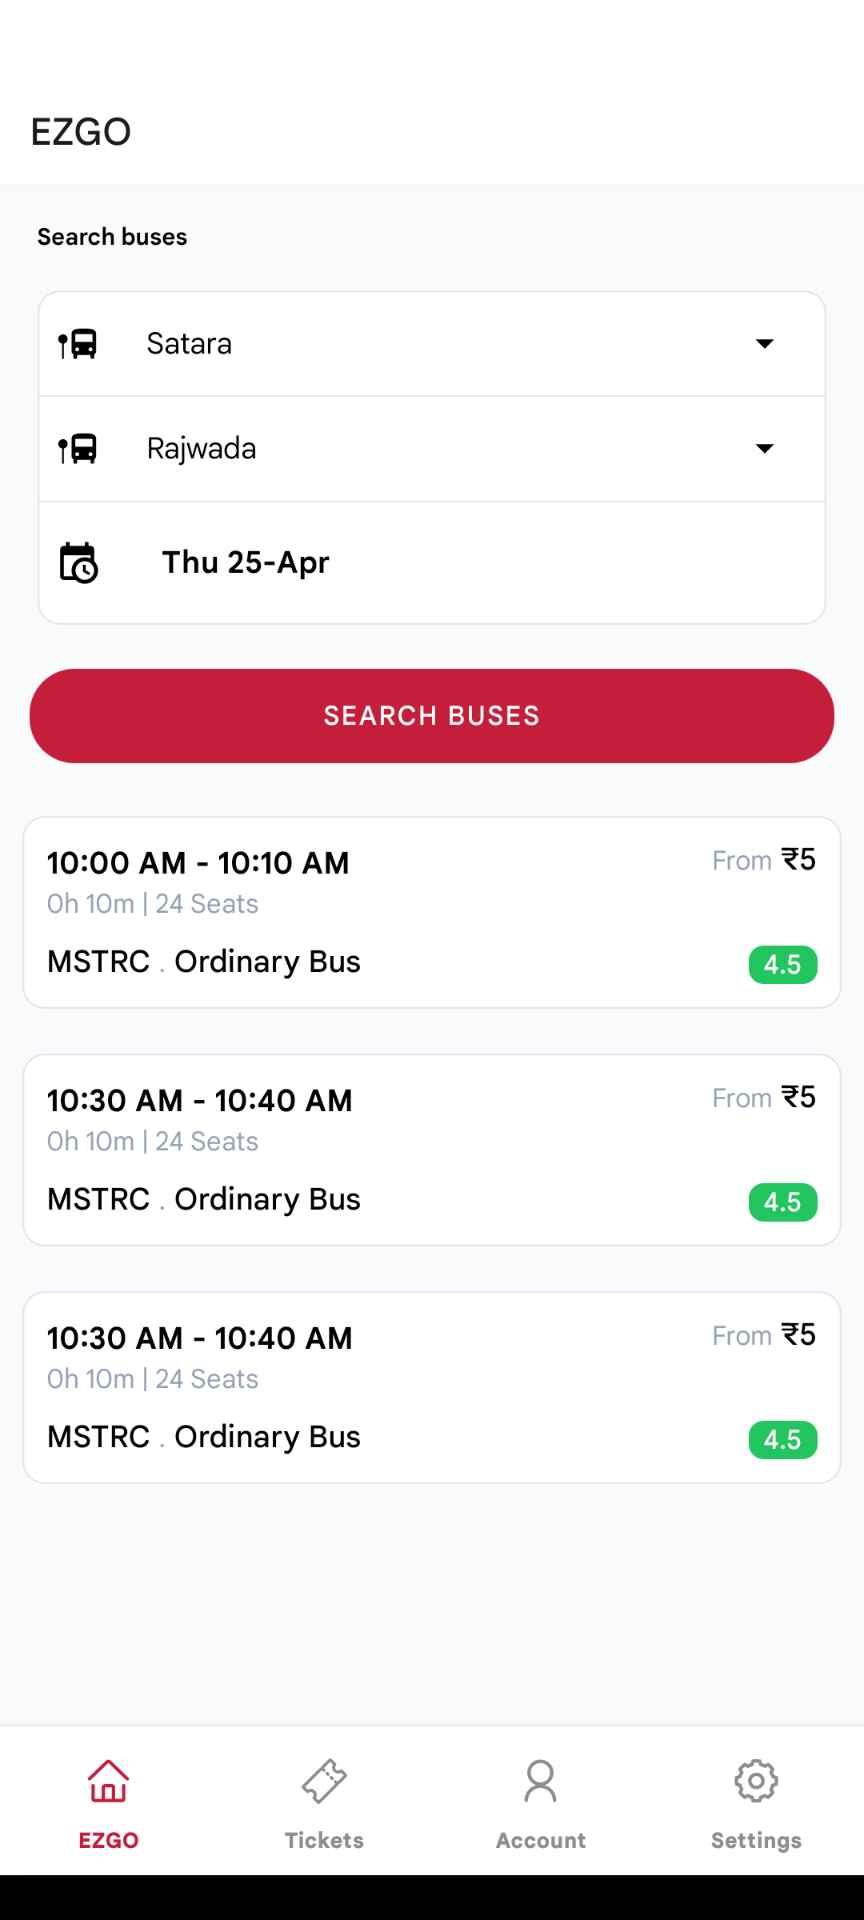 EZGO
Search buses
Satara
Rajwada
Thu 25-Apr
SEARCH BUSES
10:00 AM - 10:10 AM From ₹5
0h 10m | 24 Seats
MSTRC . Ordinary Bus 4.5
10:30 AM - 10:40 AM From ₹5
0h 10m | 24 Seats
MSTRC . Ordinary Bus 4.5
10:30 AM - 10:40 AM From ₹5
0h 10m | 24 Seats
MSTRC . Ordinary Bus 4.5
EZGO Tickets Account Settings